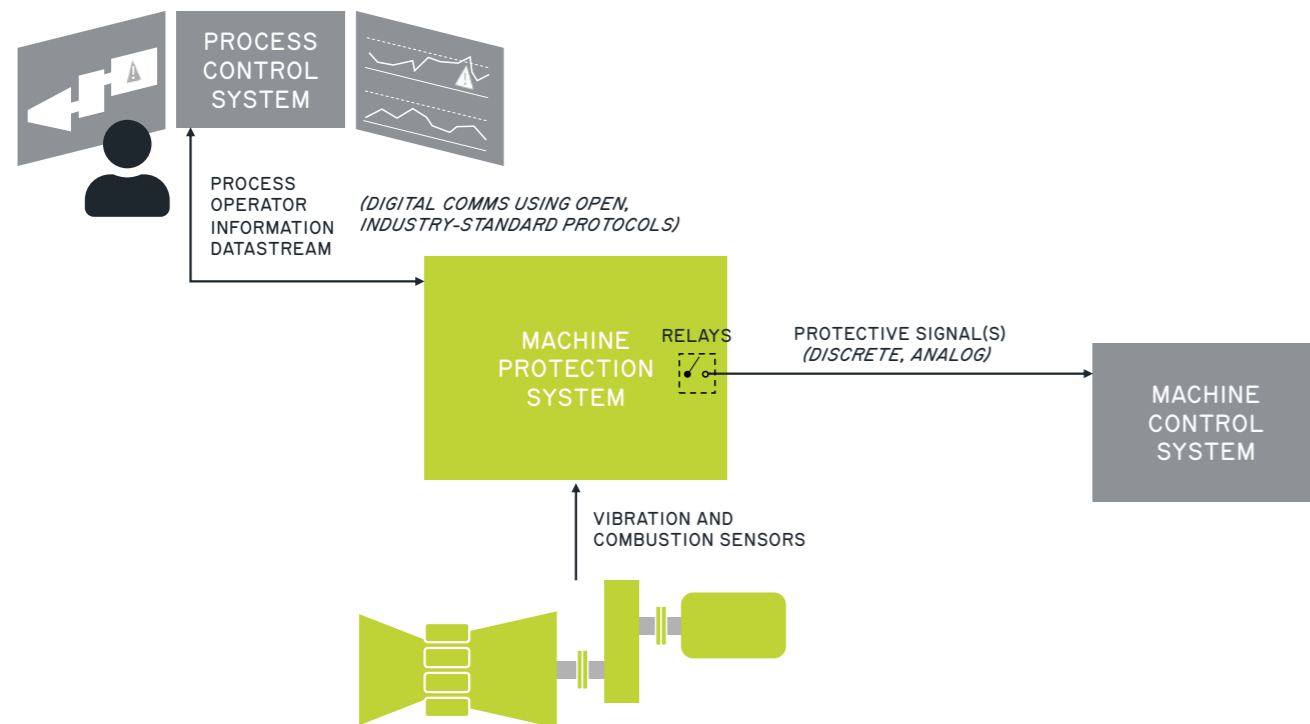 PROCESS
CONTROL
SYSTEM
PROCESS
OPERATOR
INFORMATION
DATASTREAM
(DIGITAL COMMS USING OPEN,
INDUSTRY-STANDARD PROTOCOLS)
MACHINE
PROTECTION
SYSTEM
RELAYS
PROTECTIVE SIGNAL(S)
(DISCRETE, ANALOG)
MACHINE
CONTROL
SYSTEM
VIBRATION AND
COMBUSTION SENSORS